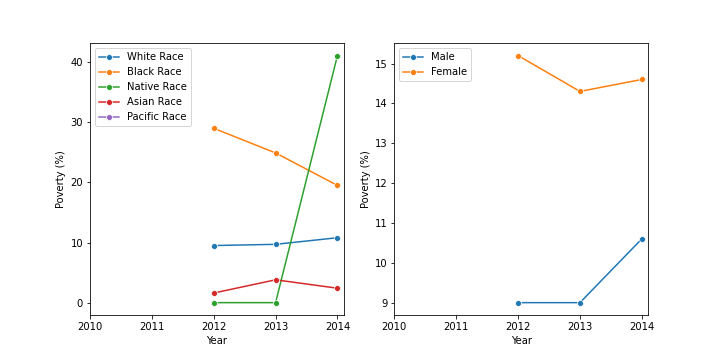 White Race
Black Race
Native Race
Asian Race
Pacific Race
40
30
20
10
0
Poverty (%)
2010 2011 2012 2013 2014
Year
Male
Female
15
14
13
12
11
10
9
Poverty (%)
2010 2011 2012 2013 2014
Year